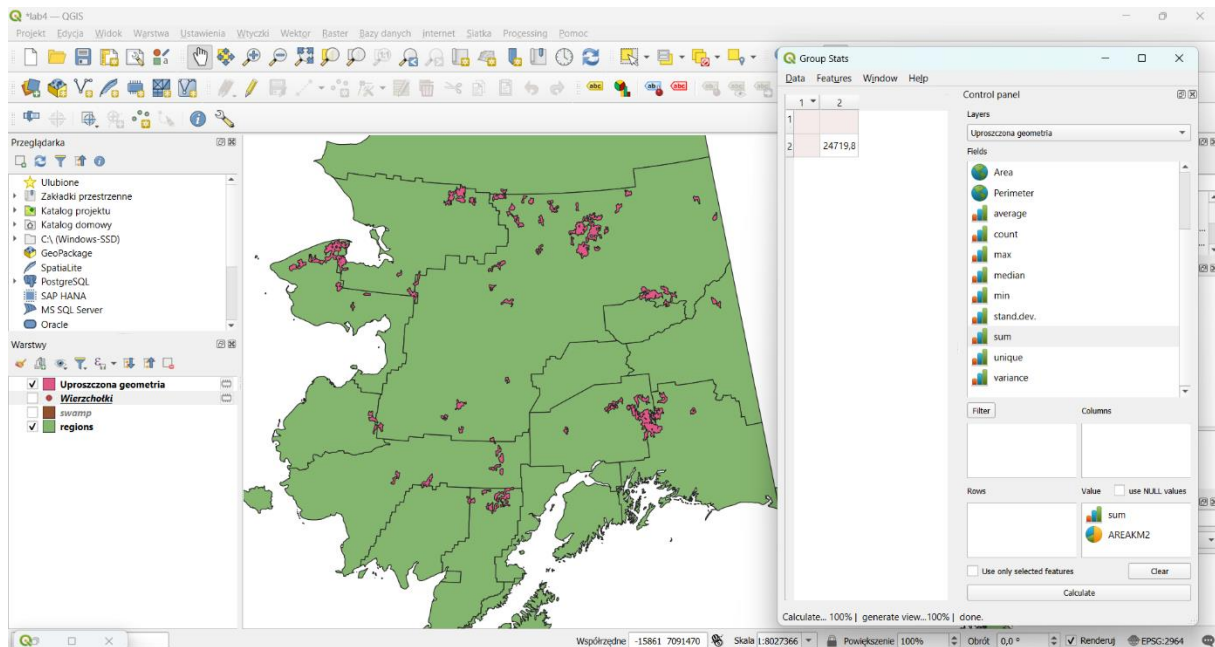 *lab4 — QGIS
Projekt Edycja Widok Warstwa Ustawienia Wtyczki Wektor Raster Bazy danych Internet Siatka Processing Pomoc
abc
Przeglądarka
Ulubione
Zakładki przestrzenne
Katalog projektu
Katalog domowy
C:\ (Windows-SSD)
GeoPackage
SpatiaLite
PostgreSQL
SAP HANA
MS SQL Server
Oracle
Warstwy
Uproszczona geometria
Wierzchołki
swamp
regions
Group Stats
Data Features Window Help
1 2
1
2 24719,8
Control panel
Layers
Uproszczona geometria
Fields
Area
Perimeter
average
count
max
median
min
stand.dev.
sum
unique
variance
Filter Columns
Rows Value use NULL values
sum
AREAKM2
Use only selected features Clear
Calculate
Calculate... 100% | generate view...100% | done.
Współrzędne -15861 7091470 Skala 1:8027366 Powiększenie 100% Obrót 0,0 ° Renderuj EPSG:2964